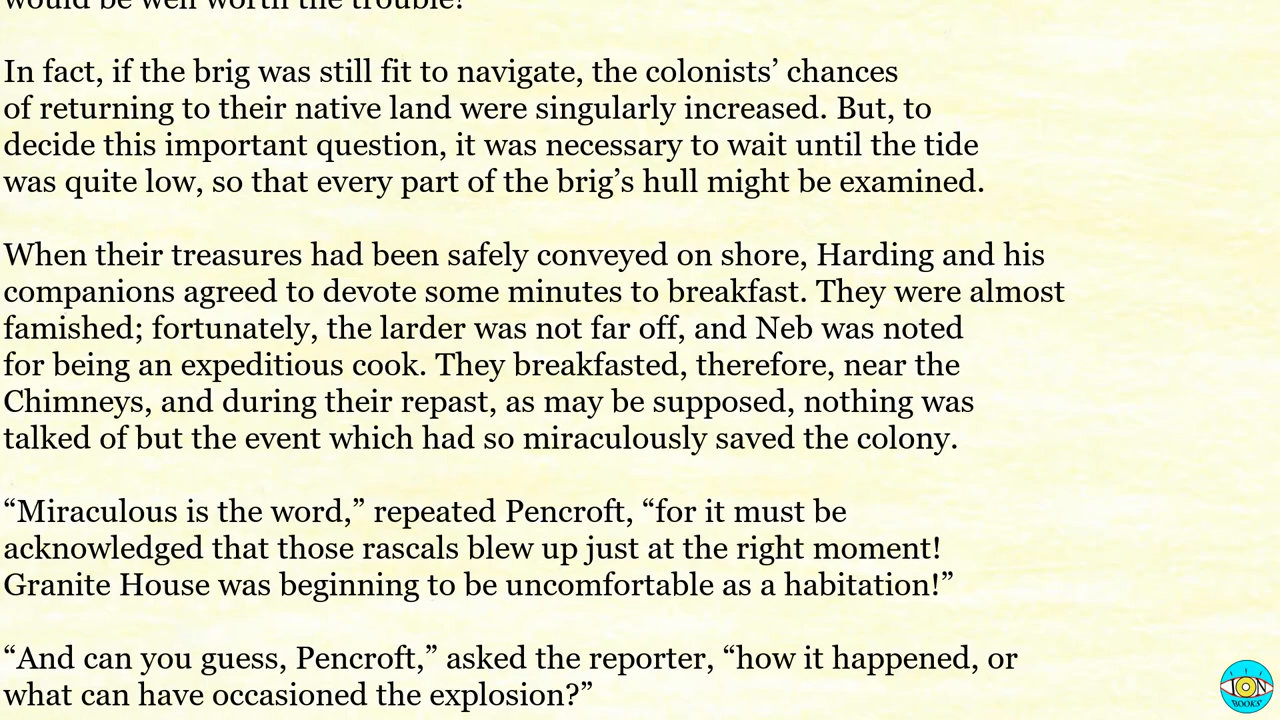 would be well worth the trouble!
In fact, if the brig was still fit to navigate, the colonists’ chances
of returning to their native land were singularly increased. But, to
decide this important question, it was necessary to wait until the tide
was quite low, so that every part of the brig’s hull might be examined.
When their treasures had been safely conveyed on shore, Harding and his
companions agreed to devote some minutes to breakfast. They were almost
famished; fortunately, the larder was not far off, and Neb was noted
for being an expeditious cook. They breakfasted, therefore, near the
Chimneys, and during their repast, as may be supposed, nothing was
talked of but the event which had so miraculously saved the colony.
“Miraculous is the word,” repeated Pencroft, “for it must be
acknowledged that those rascals blew up just at the right moment!
Granite House was beginning to be uncomfortable as a habitation!”
“And can you guess, Pencroft,” asked the reporter, “how it happened, or
what can have occasioned the explosion?”
ION
BOOKS